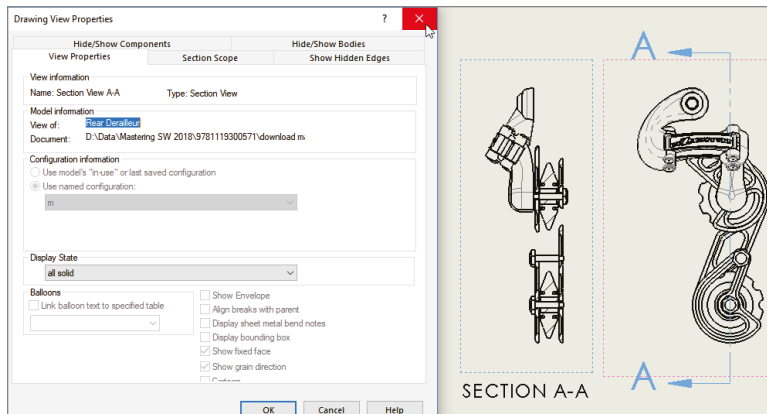 Drawing View Properties
?
Hide/Show Components
Hide/Show Bodies
View Properties
Section Scope
Show Hidden Edges
View information
Name: Section View A-A
Type: Section View
Model information
View of:
Rear Derailleur
Document:
D:\Data\Mastering SW 2018\9781119300571\download m
Configuration information
Use model's "in-use" or last saved configuration
Use named configuration:
m
Display State
all solid
Balloons
Link balloon text to specified table
Show Envelope
Align breaks with parent
Display sheet metal bend notes
Display bounding box
Show fixed face
Show grain direction
Cartoon
OK
Cancel
Help
A
A
SECTION A-A